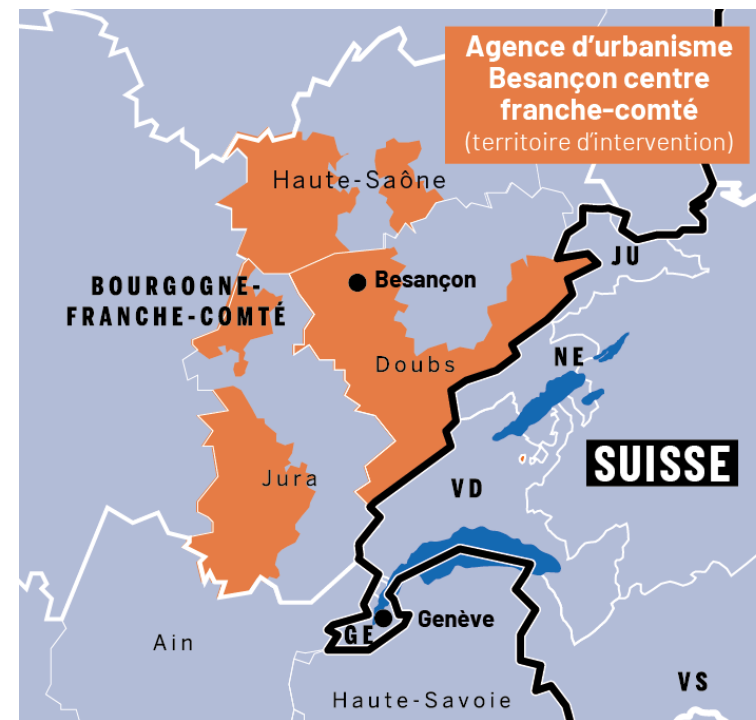 Agence d'urbanisme
Besançon centre
franche-comté
(territoire d'intervention)
Haute-Saône
JU
BOURGOGNE-
FRANCHE-COMTÉ
Besançon
NE
Doubs
SUISSE
Jura
VD
Genève
GE
Ain
VS
Haute-Savoie